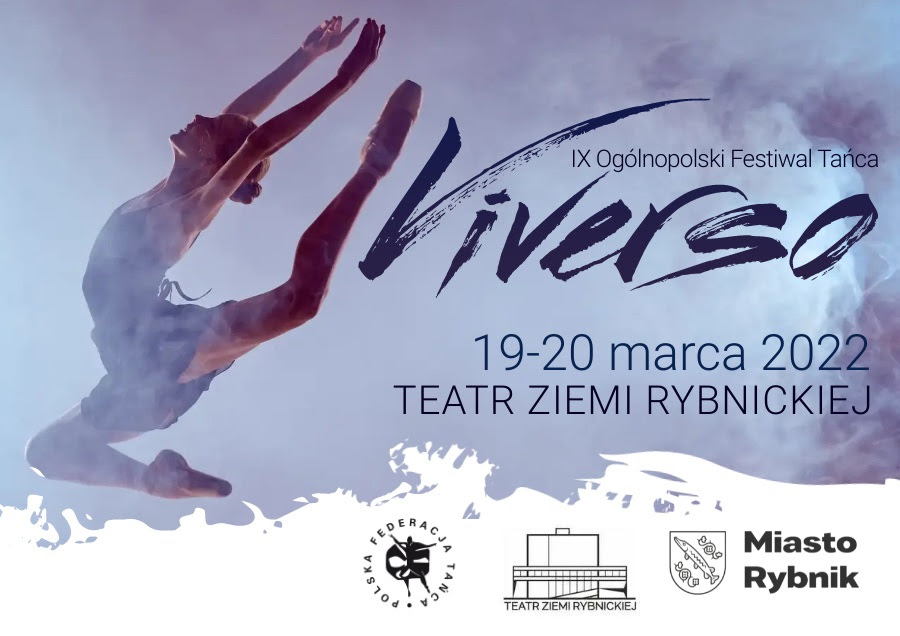 IX Ogólnopolski Festiwal Tańca
Viverso
19-20 marca 2022
TEATR ZIEMI RYBNICKIEJ
POLSKA FEDERACJA TAŃCA
TEATR ZIEMI RYBNICKIEJ
Miasto
Rybnik